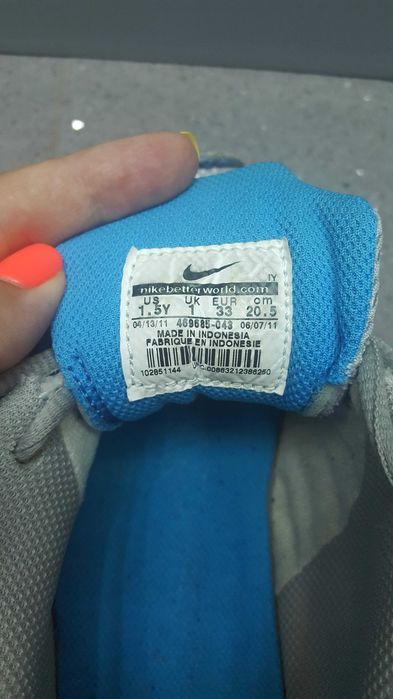 IY
nikebetterworld.com
US UK EUR cm
1.5Y 1 33 20.5
04/13/11 469685-043 06/07/11
MADE IN INDONESIA
FABRIQUE EN INDONESIE
102851144